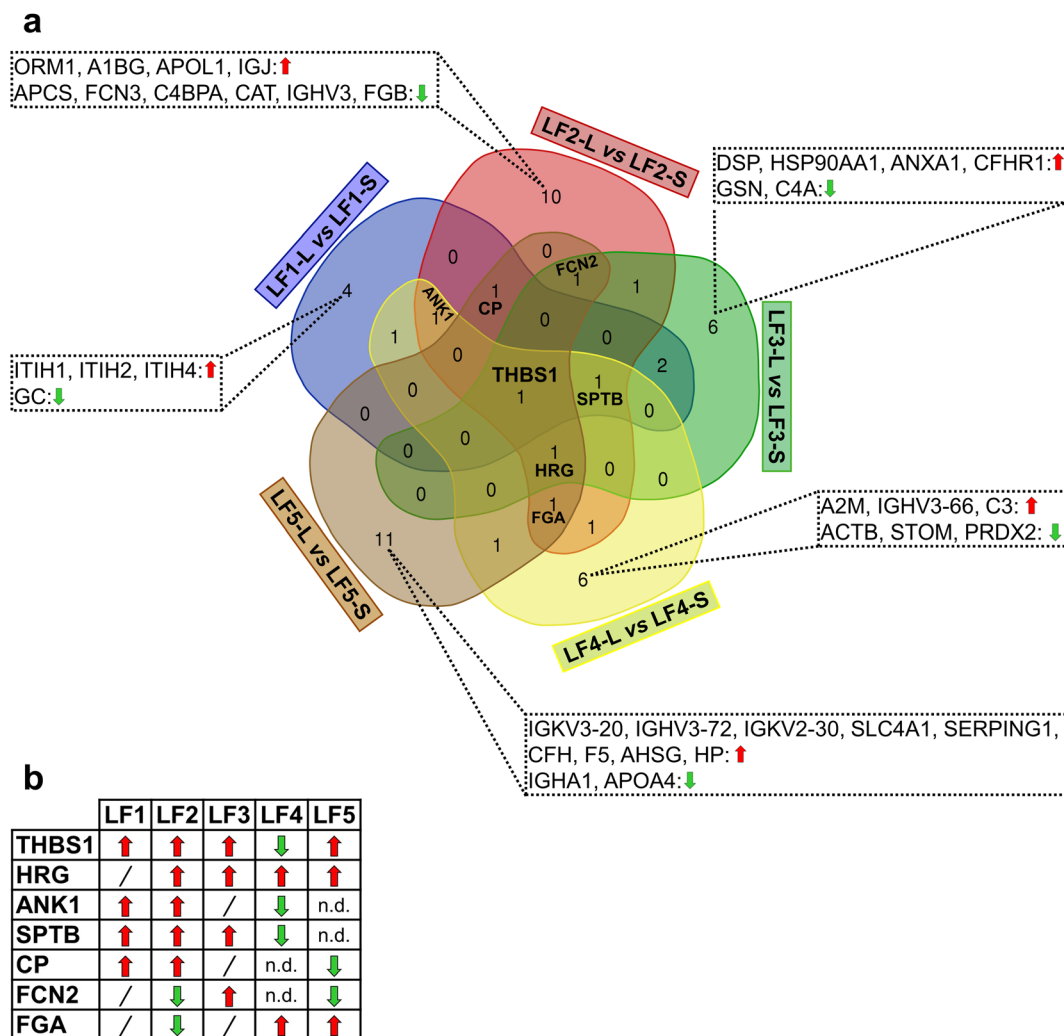 a
ORM1, A1BG, APOL1, IGJ:
APCS, FCN3, C4BPA, CAT, IGHV3, FGB:
LF2-L vs LF2-S
DSP, HSP90AA1, ANXA1, CFHR1:
GSN, C4A:
LF1-L vs LF1-S
10
0
0
FCN2
1
1
4
ANK1
1
1
CP
0
0
6
LF3-L vs LF3-S
1
0
2
ITIH1, ITIH2, ITIH4:
GC:
THBS1
1
1
SPTB
0
0
0
0
0
1
HRG
0
0
0
0
1
FGA
1
A2M, IGHV3-66, C3:
ACTB, STOM, PRDX2:
LF5-L vs LF5-S
11
1
6
LF4-L vs LF4-S
IGKV3-20, IGHV3-72, IGKV2-30, SLC4A1, SERPING1,
CFH, F5, AHSG, HP:
IGHA1, APOA4:
b
LF1 LF2 LF3 LF4 LF5
THBS1
HRG /
ANK1 / n.d.
SPTB n.d.
CP / n.d.
FCN2 / n.d.
FGA / /